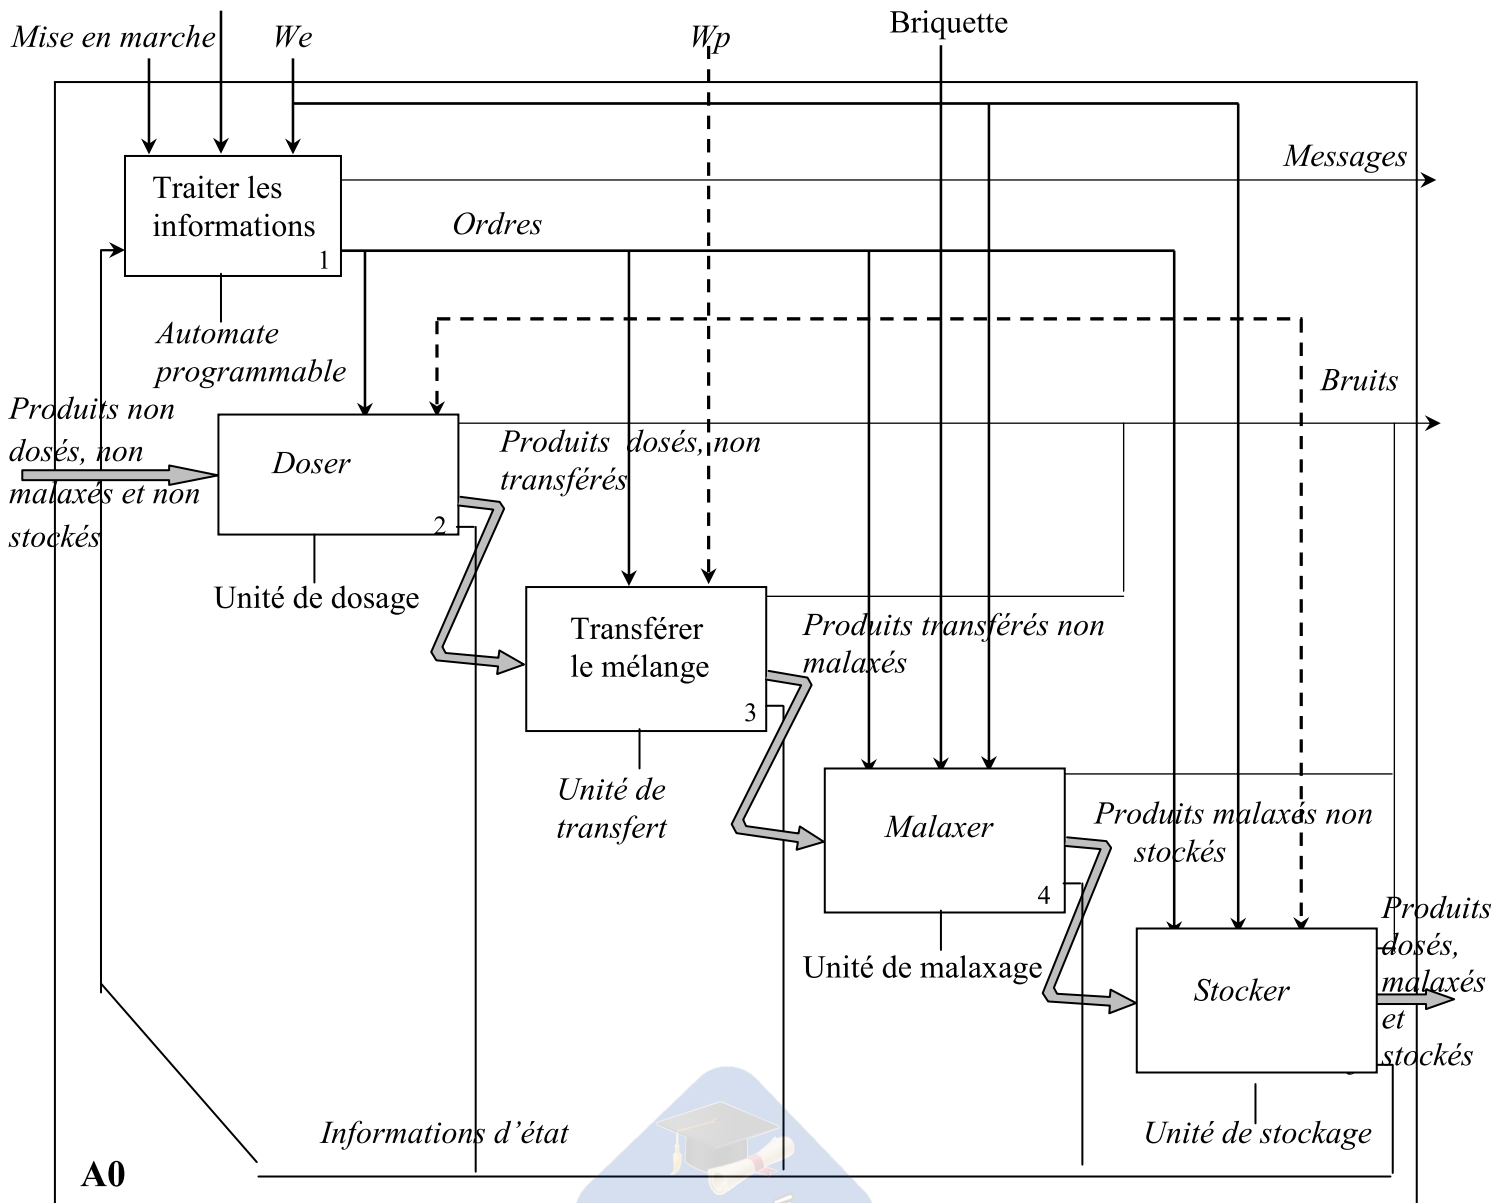 Mise en marche
We
Wp
Briquette
Messages
Traiter les
informations
1
Ordres
Automate
programmable
Bruits
Produits non
dosés, non
malaxés et non
stockés
Doser
2
Produits dosés, non
transférés
Unité de dosage
Transférer
le mélange
3
Produits transférés non
malaxés
Unité de
transfert
Malaxer
4
Produits malaxés non
stockés
Unité de malaxage
Stocker
Produits
dosés,
malaxés
et
stockés
Unité de stockage
Informations d’état
A0